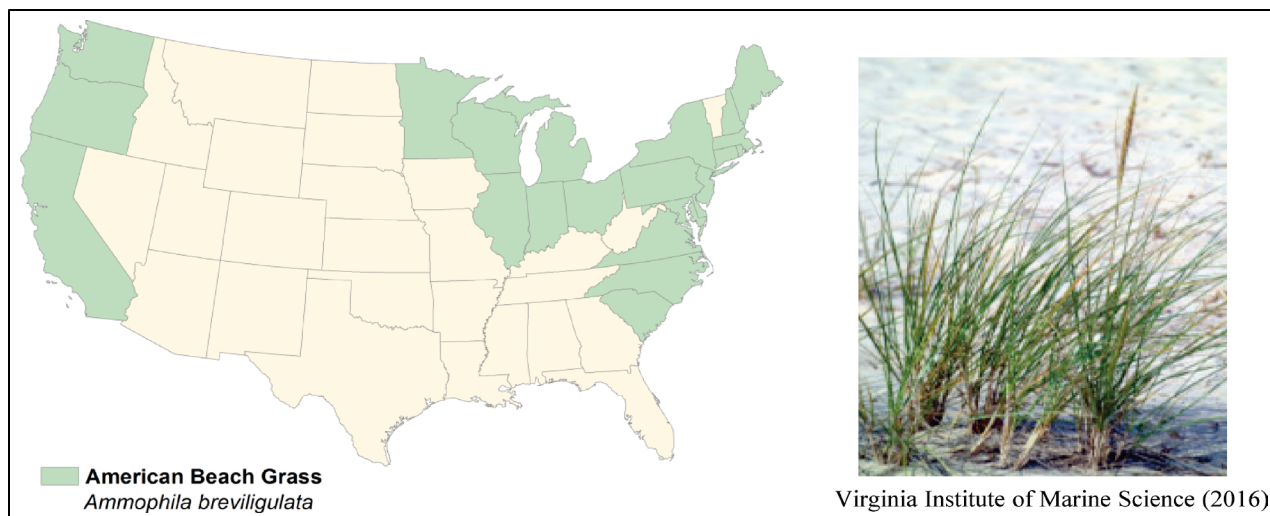 American Beach Grass
Ammophila breviligulata
Virginia Institute of Marine Science (2016)